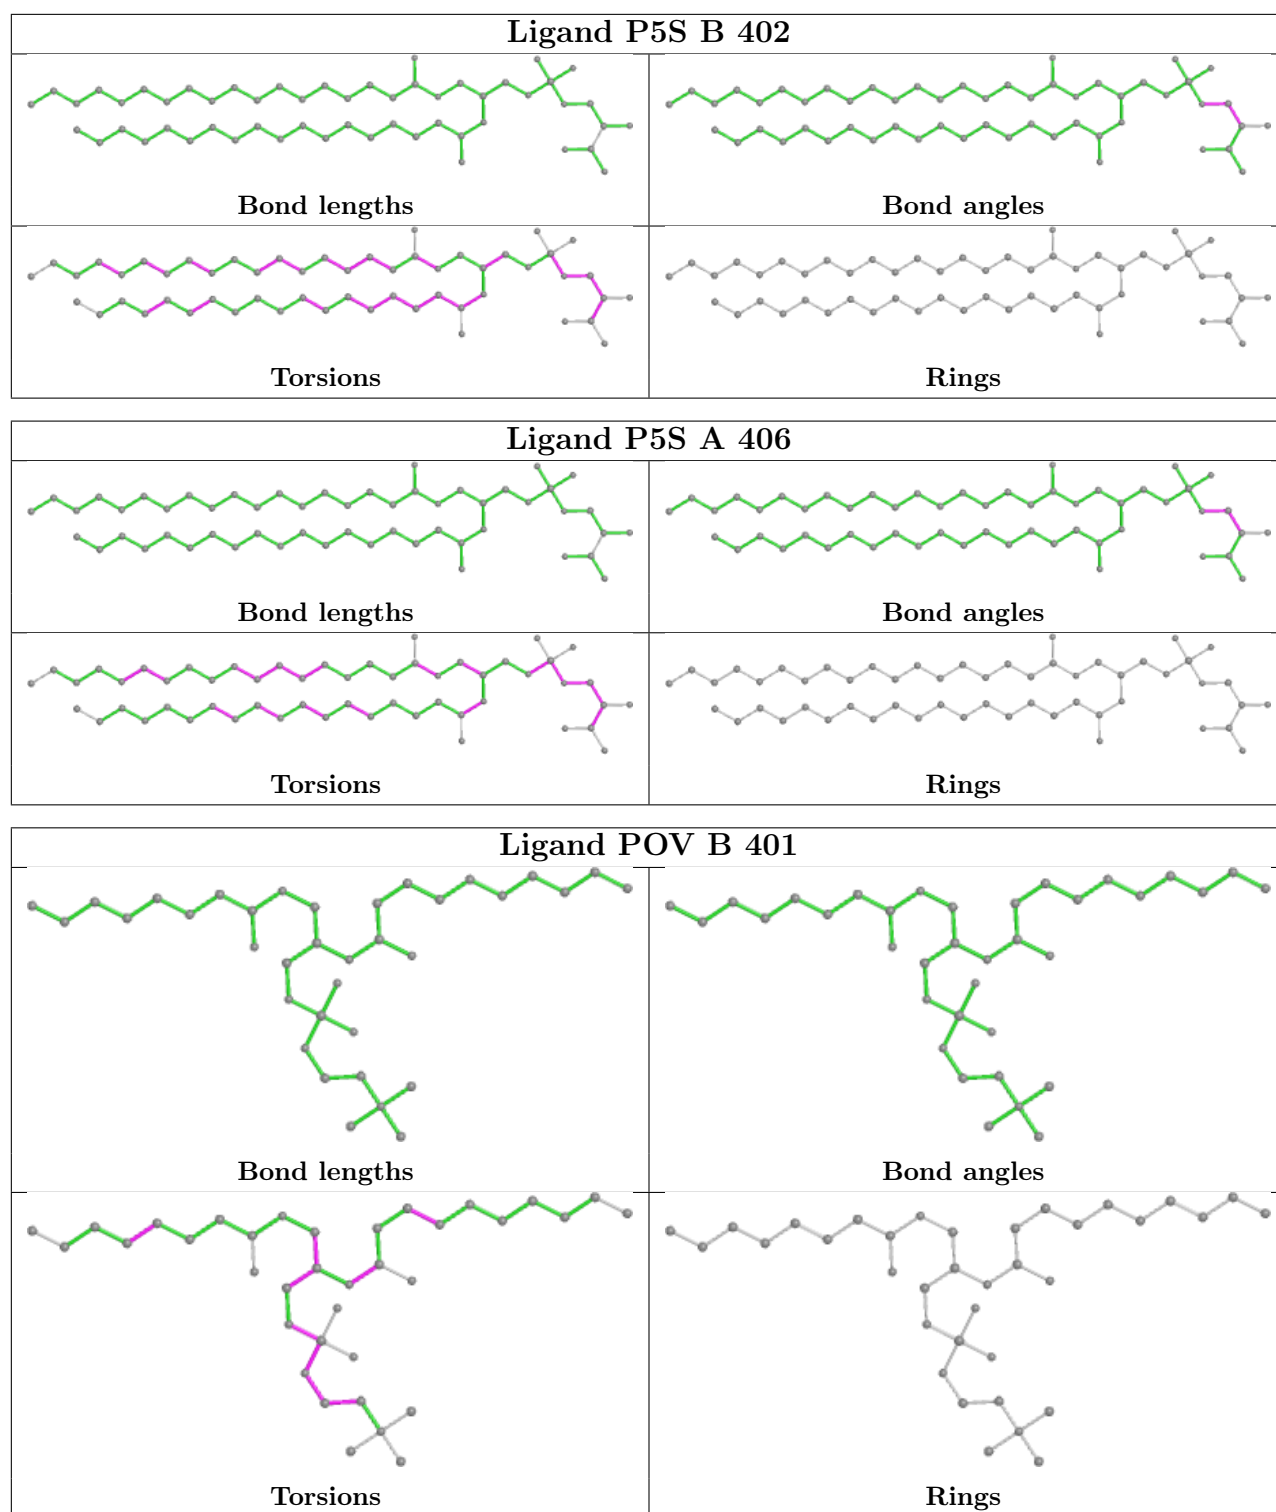 Ligand P5S B 402
Bond lengths
Bond angles
Torsions
Rings
Ligand P5S A 406
Bond lengths
Bond angles
Torsions
Rings
Ligand POV B 401
Bond lengths
Bond angles
Torsions
Rings